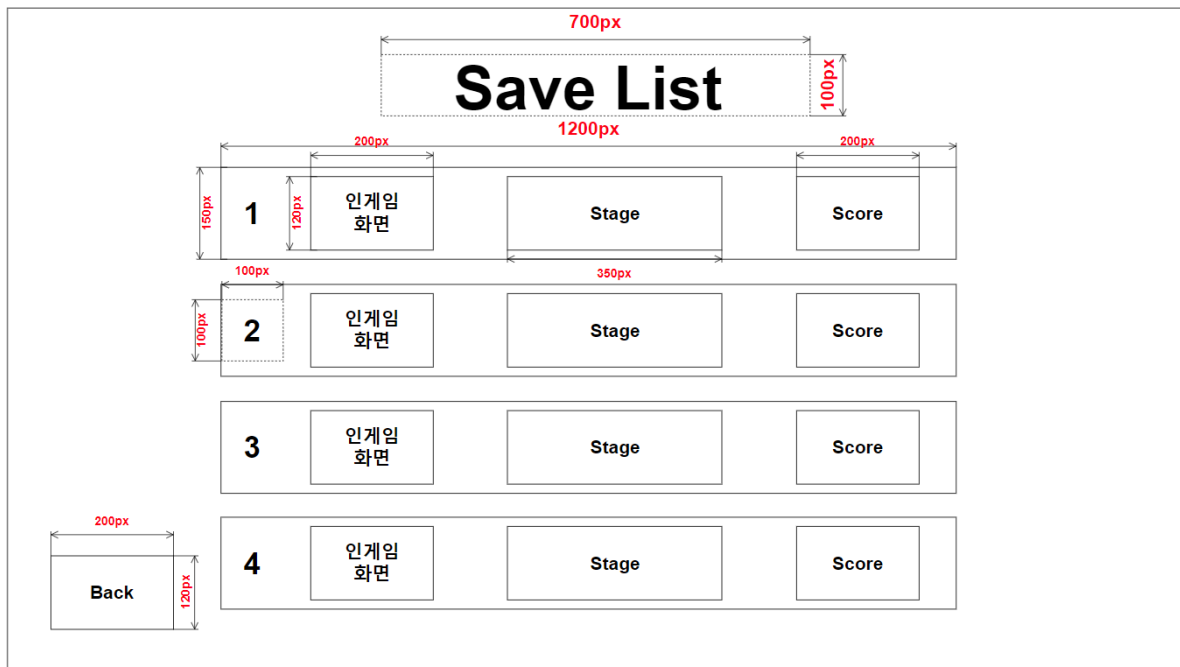 700px
Save List
100px
1200px
200px
200px
150px
1
120px
인게임
화면
Stage
Score
100px
350px
100px
2
인게임
화면
Stage
Score
3
인게임
화면
Stage
Score
200px
4
인게임
화면
Stage
Score
Back
120px